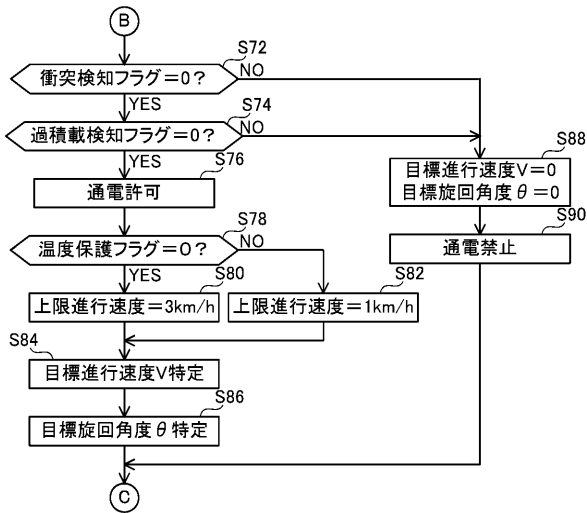 B
S72
衝突検知フラグ=0?
NO
YES
S74
過積載検知フラグ=0?
NO
YES
S76
通電許可
S88
目標進行速度V=0
目標旋回角度θ=0
S90
通電禁止
S78
温度保護フラグ=0?
NO
YES
S80
上限進行速度=3km/h
S82
上限進行速度=1km/h
S84
目標進行速度V特定
S86
目標旋回角度θ特定
C